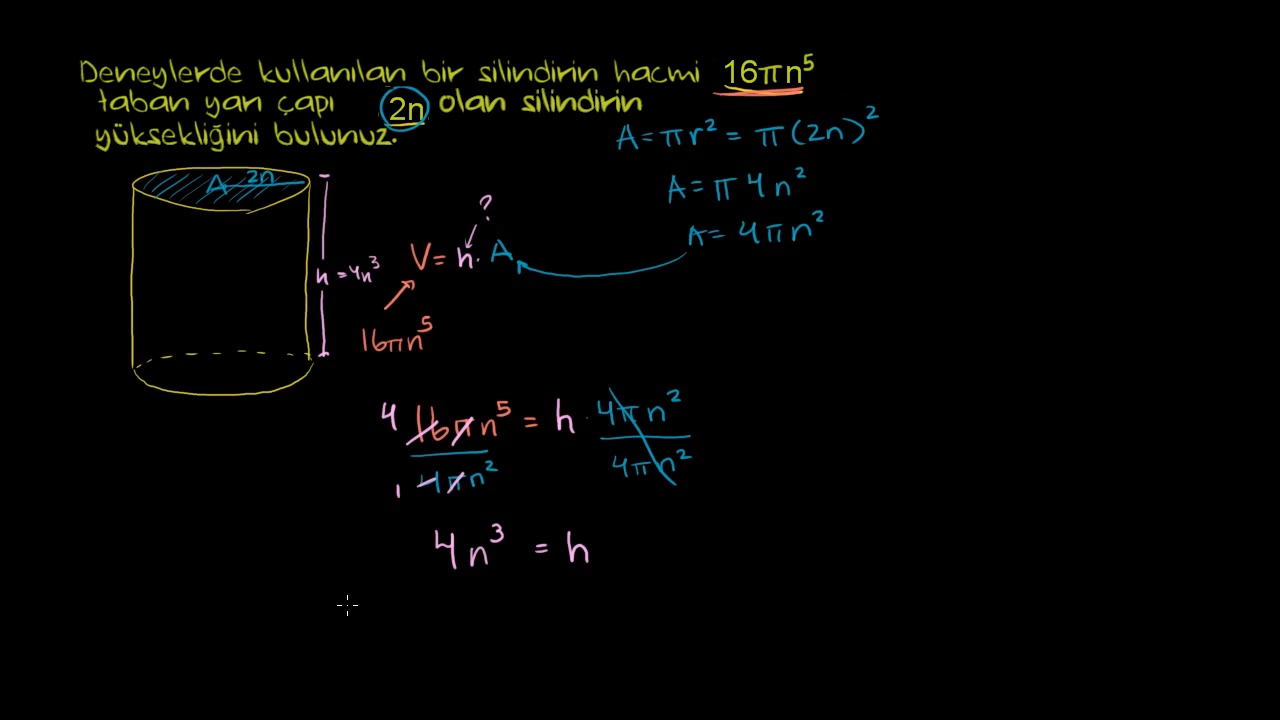 Deneylerde kullanılan bir silindirin hacmi 16πn⁵
taban yarı çapı 2n olan silindirin
yüksekliğini bulunuz.
A = πr² = π(2n)²
A = π4n²
A = 4πn²
A 2n
h = 4n³
?
V = h · A
16πn⁵
4 16πn⁵ = h · 4πn²
1 4πn² 4πn²
4n³ = h